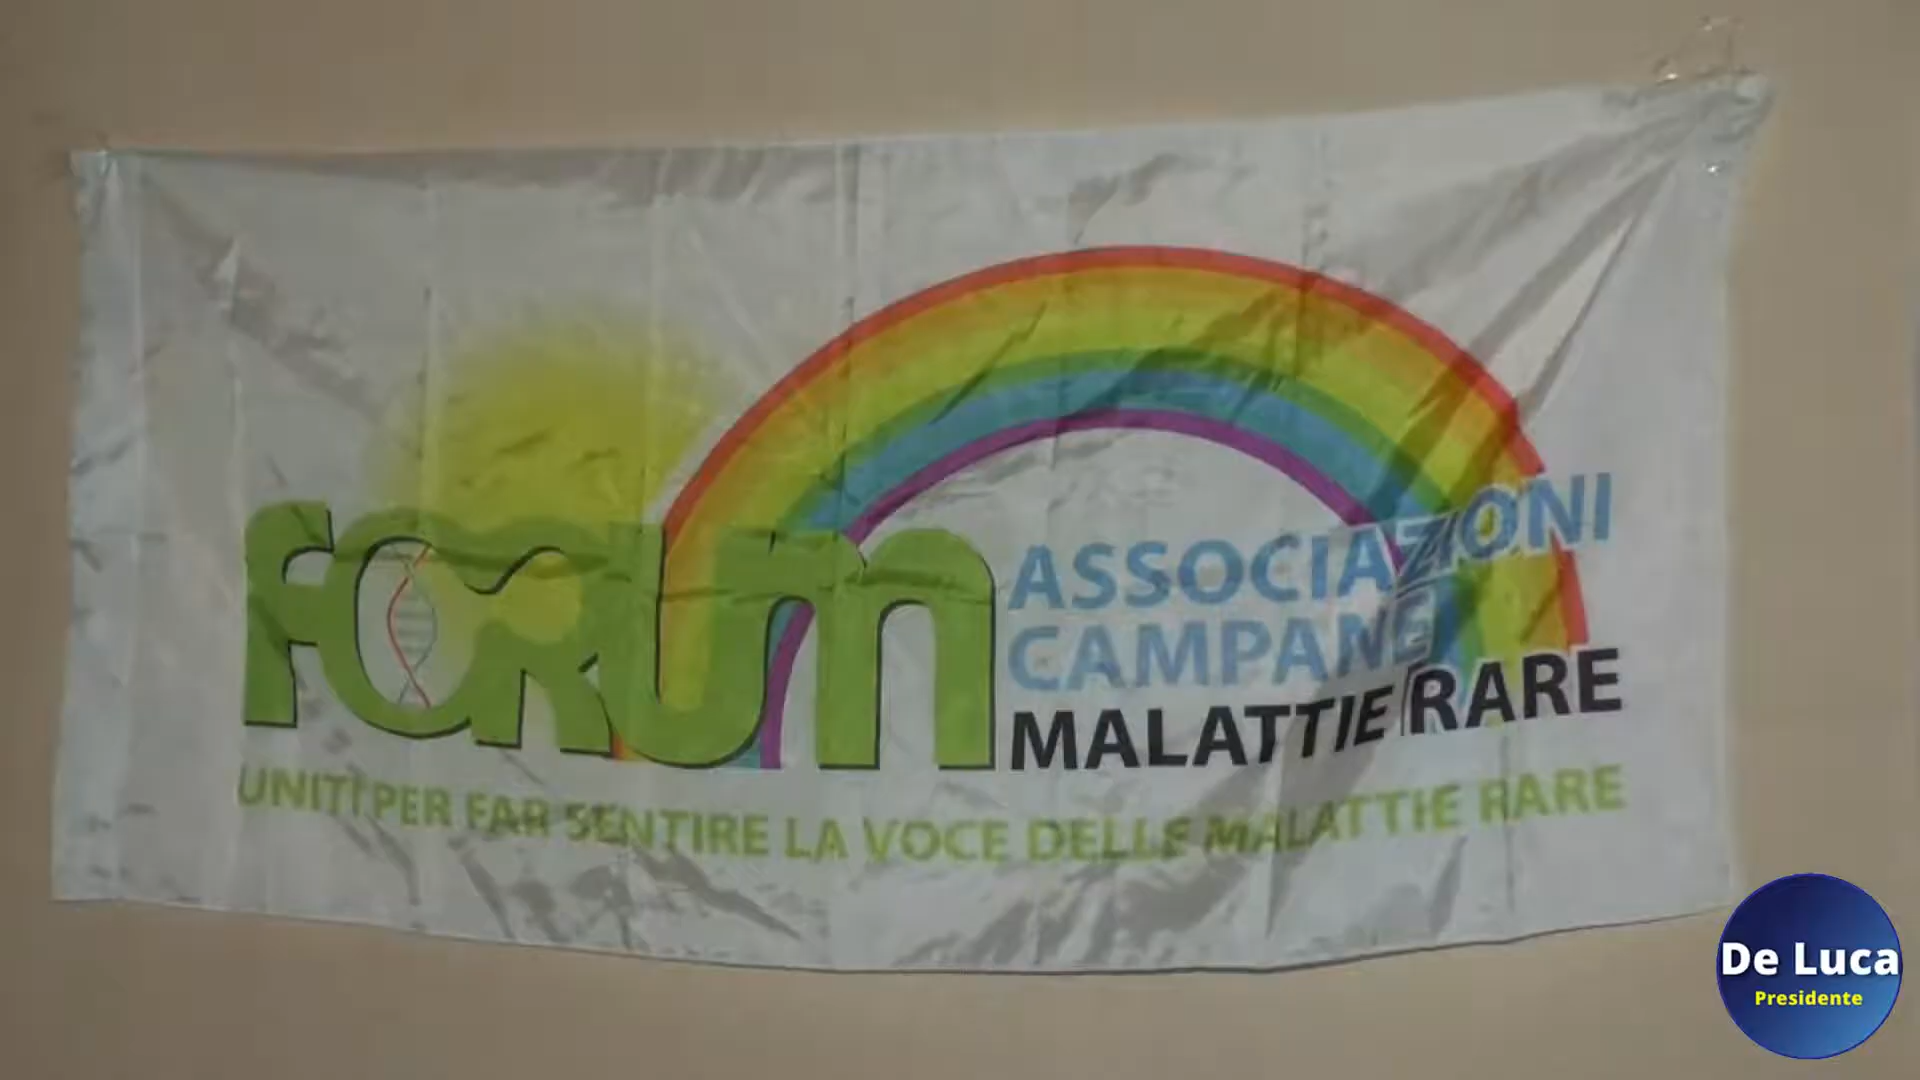 FORUM
ASSOCIAZIONI
CAMPANE
MALATTIE RARE
UNITI PER FAR SENTIRE LA VOCE DELLE MALATTIE RARE
De Luca
Presidente